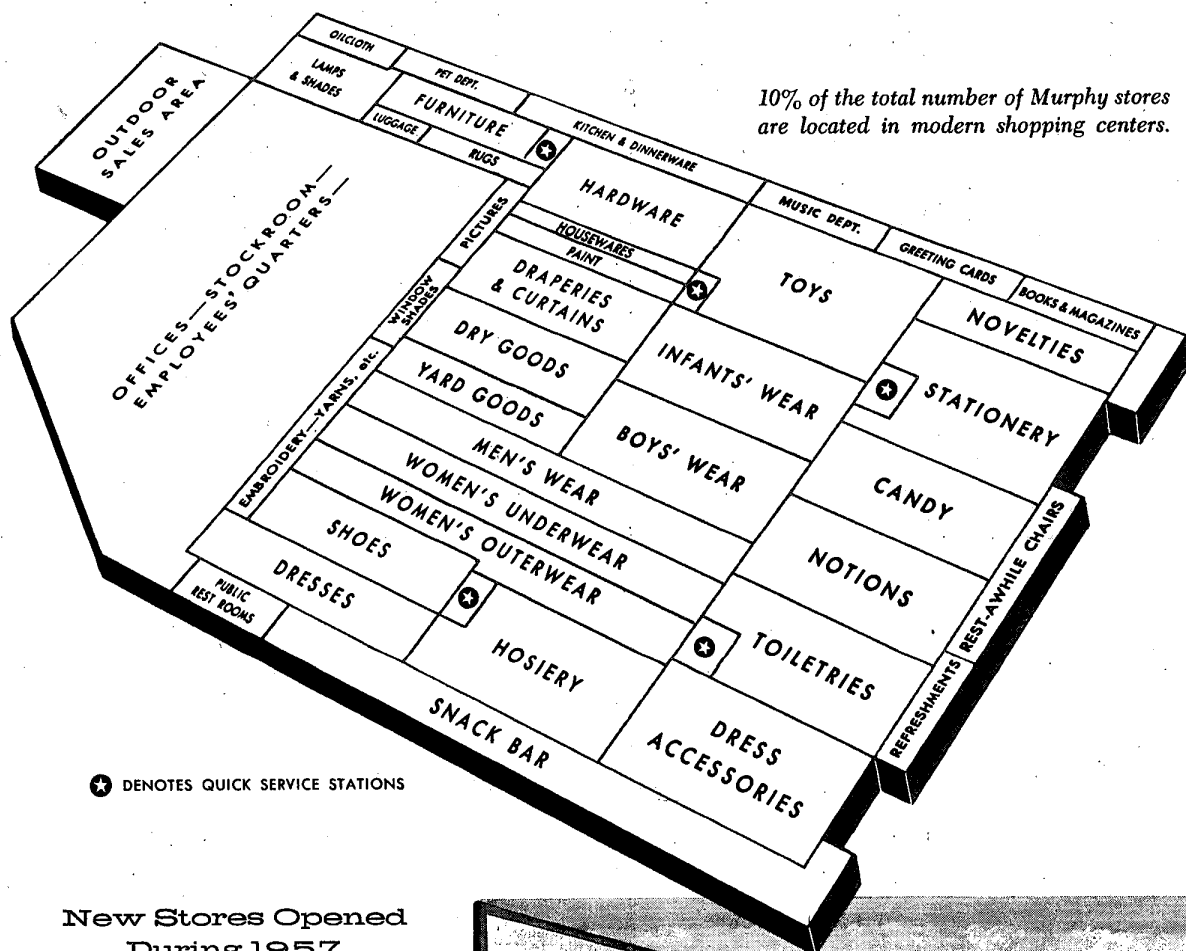 OILCLOTH
LAMPS
& SHADES
PET DEPT.
FURNITURE
LUGGAGE
RUGS
OUTDOOR
SALES AREA
10% of the total number of Murphy stores
are located in modern shopping centers.
KITCHEN & DINNERWARE
HARDWARE
MUSIC DEPT.
GREETING CARDS
BOOKS & MAGAZINES
OFFICES—STOCKROOM—
EMPLOYEES' QUARTERS—
PICTURES
HOUSEWARES
PAINT
TOYS
NOVELTIES
DRAPERIES
& CURTAINS
WINDOW
SHADES
DRY GOODS
INFANTS' WEAR
STATIONERY
YARD GOODS
BOYS' WEAR
CANDY
EMBROIDERY—YARNS, etc.
MEN'S WEAR
WOMEN'S UNDERWEAR
WOMEN'S OUTERWEAR
NOTIONS
REST-AWHILE CHAIRS
SHOES
DRESSES
PUBLIC
REST ROOMS
HOSIERY
TOILETRIES
REFRESHMENTS
SNACK BAR
DRESS
ACCESSORIES
DENOTES QUICK SERVICE STATIONS
New Stores Opened
During 1957